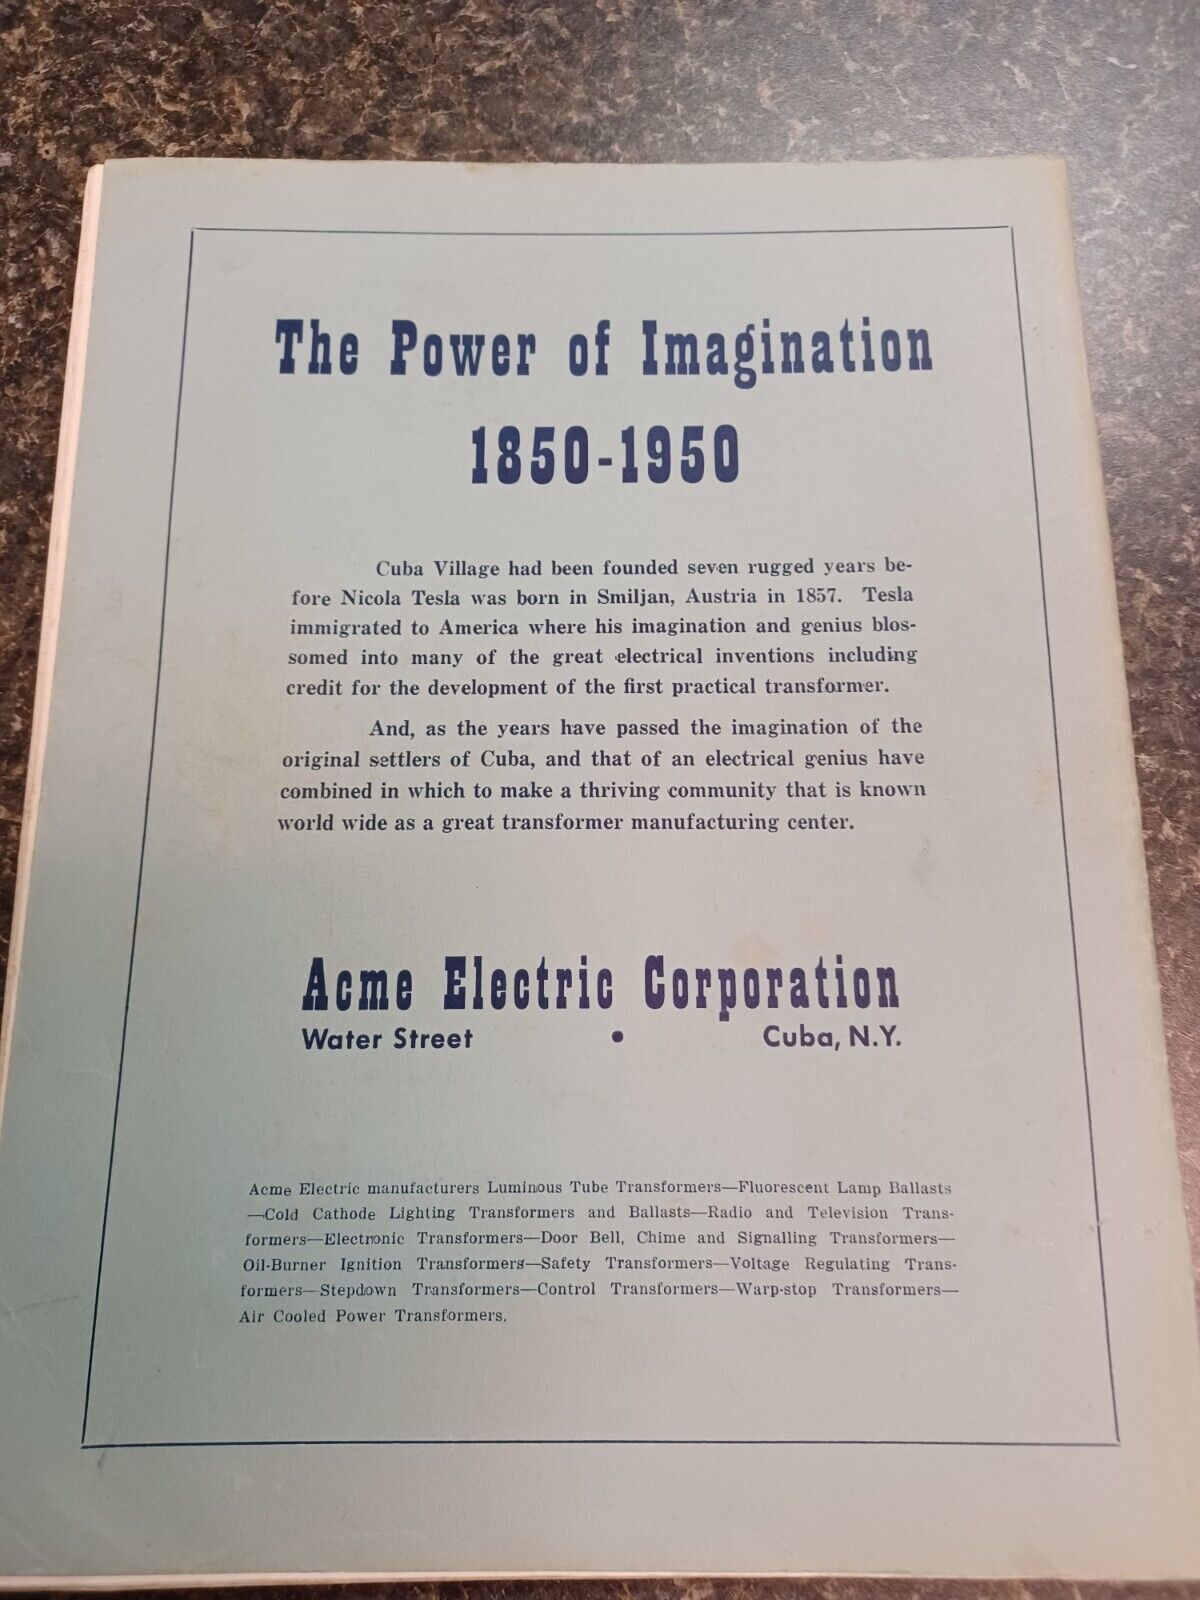 The Power of Imagination
1850-1950
Cuba Village had been founded seven rugged years be-
fore Nicola Tesla was born in Smiljan, Austria in 1857. Tesla
immigrated to America where his imagination and genius blos-
somed into many of the great electrical inventions including
credit for the development of the first practical transformer.
And, as the years have passed the imagination of the
original settlers of Cuba, and that of an electrical genius have
combined in which to make a thriving community that is known
world wide as a great transformer manufacturing center.
Acme Electric Corporation
Water Street • Cuba, N.Y.
Acme Electric manufacturers Luminous Tube Transformers—Fluorescent Lamp Ballasts
—Cold Cathode Lighting Transformers and Ballasts—Radio and Television Trans-
formers—Electronic Transformers—Door Bell, Chime and Signalling Transformers—
Oil-Burner Ignition Transformers—Safety Transformers—Voltage Regulating Trans-
formers—Stepdown Transformers—Control Transformers—Warp-stop Transformers—
Air Cooled Power Transformers.